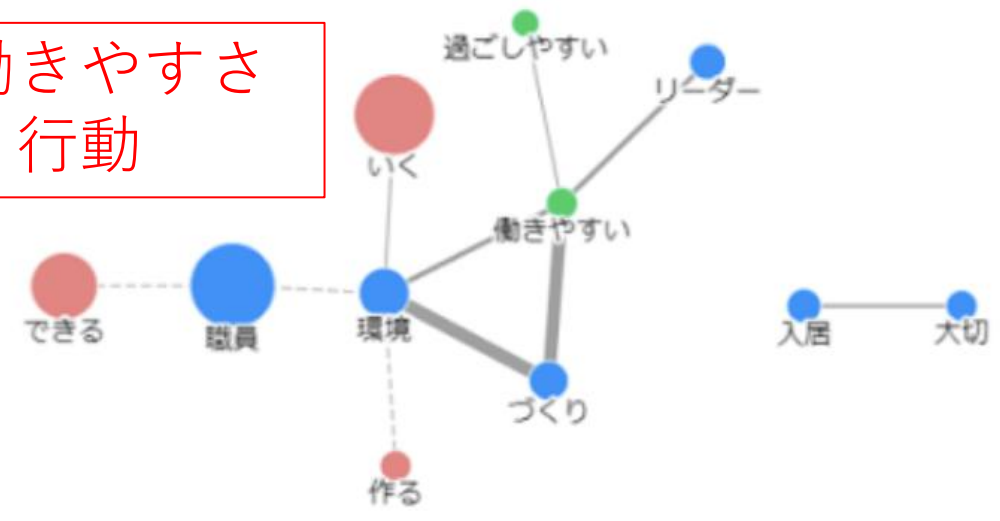 きやすさ
行動
過ごしやすい
リーダー
いく
働きやすい
できる
職員
環境
入居
大切
づくり
作る